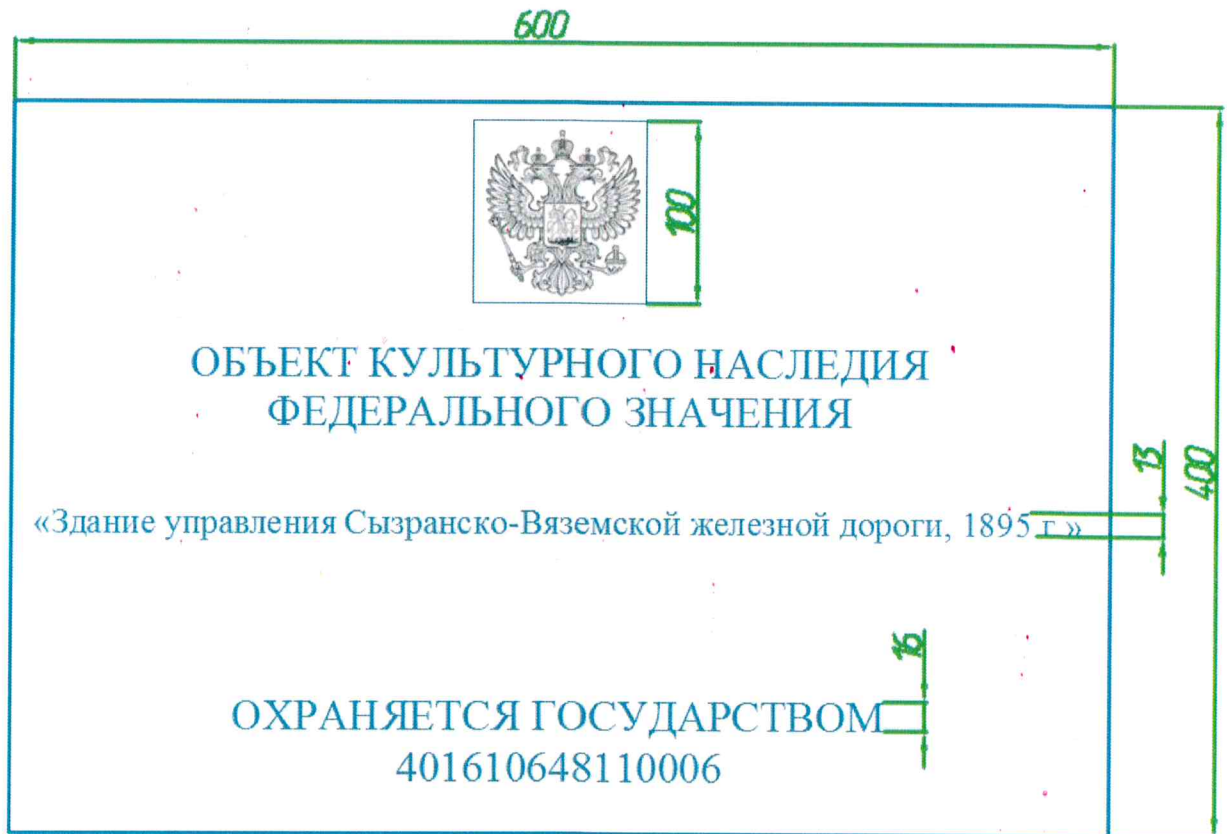 600
100
ОБЪЕКТ КУЛЬТУРНОГО НАСЛЕДИЯ
ФЕДЕРАЛЬНОГО ЗНАЧЕНИЯ
13
400
«Здание управления Сызранско-Вяземской железной дороги, 1895 г.»
16
ОХРАНЯЕТСЯ ГОСУДАРСТВОМ
401610648110006